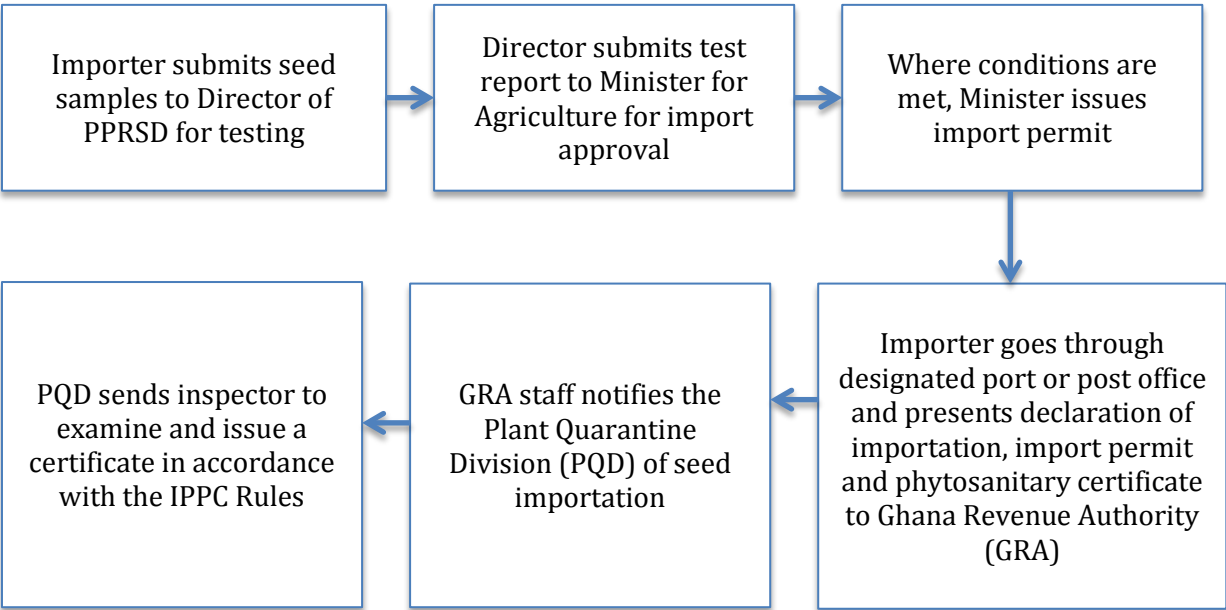 Importer submits seed
samples to Director of
PPRSD for testing
Director submits test
report to Minister for
Agriculture for import
approval
Where conditions are
met, Minister issues
import permit
Importer goes through
designated port or post office
and presents declaration of
importation, import permit
and phytosanitary certificate
to Ghana Revenue Authority
(GRA)
GRA staff notifies the
Plant Quarantine
Division (PQD) of seed
importation
PQD sends inspector to
examine and issue a
certificate in accordance
with the IPPC Rules